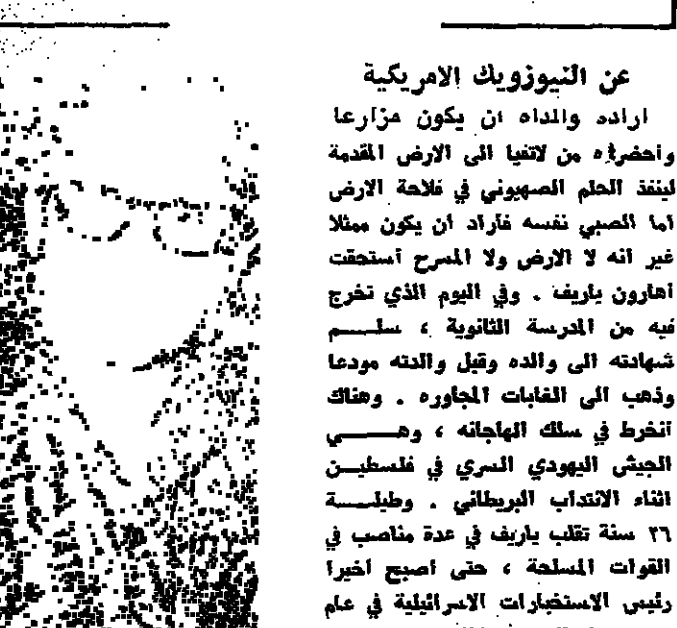 عن النيوزويك الامريكية
اراده والداه ان يكون مزارعا
واحضراه من لاتفيا الى الارض المقدمة
لينفذ الحلم الصهيوني في فلاحة الارض
اما الصبي نفسه فأراد ان يكون ممثلا
غير انه لا الارض ولا المسرح استحقت
اهارون ياريف . وفي اليوم الذي تخرج
فيه من المدرسة الثانوية ، سلـــم
شهادته الى والده وقبل والدته مودعا
وذهب الى الغابات المجاوره . وهناك
انخرط في سلك الهاجانه ، وهـــي
الجيش اليهودي السري في فلسطيـن
اثناء الانتداب البريطاني . وطيلـــة
٢٦ سنة تقلب ياريف في عدة مناصب في
القوات المسلحة ، حتى اصبح اخيرا
رئيس الاستخبارات الاسرائيلية في عام